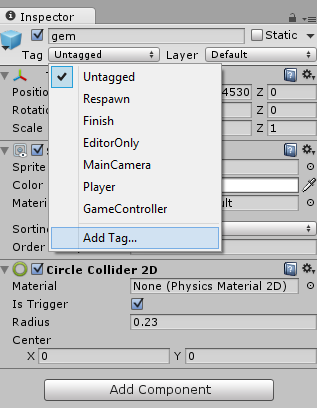 Inspector
gem Static
Tag Untagged Layer Default
Untagged
Respawn
Finish
EditorOnly
MainCamera
Player
GameController
Add Tag...
Position 4530 Z 0
Rotatio Z 0
Scale Z 1
S
Sprite
Color
Materi ult
Sorting
Order
Circle Collider 2D
Material None (Physics Material 2D)
Is Trigger
Radius 0.23
Center
X 0 Y 0
Add Component